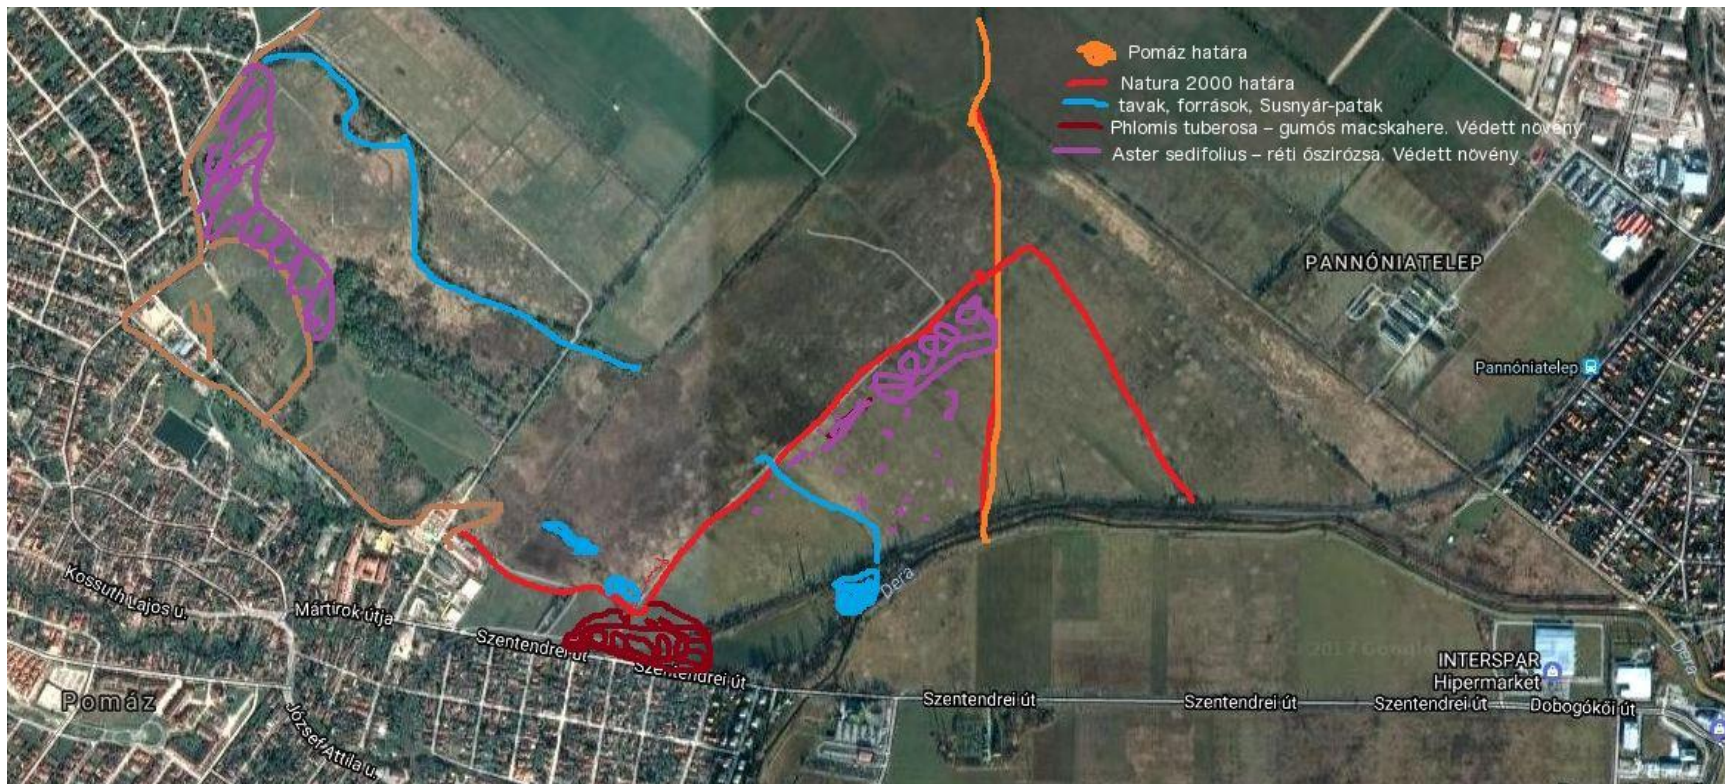 Pomáz határa
Natura 2000 határa
tavak, források, Susnyár-patak
Phlomis tuberosa – gumós macskahere. Védett növény
Aster sedifolius – réti őszirózsa. Védett növény
PANNÓNIATELEP
Pannóniatelep
Kossuth Lajos u.
Mártirok útja
Szentendrei út
Szentendrei út
Dera
Dera
Pomáz
József Attila u.
Szentendrei út
Szentendrei út
Szentendrei út
Dobogókői út
INTERSPAR
Hipermarket